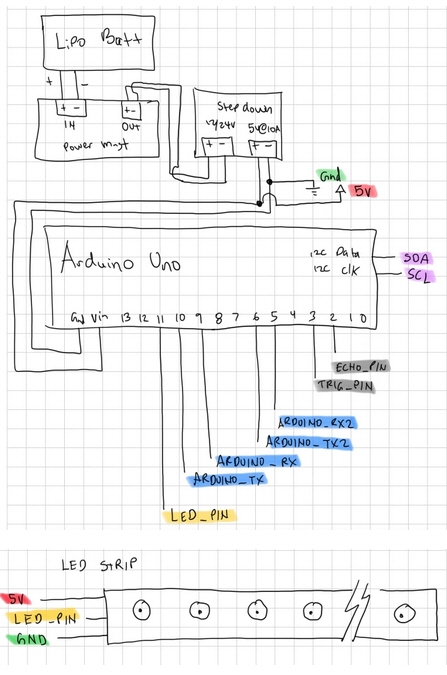 LiPo Batt
+ -
+ -
+-
IN
OUT
Power mngt
Step down
12/24V 5V@10A
+ - + -
Gnd
5V
Arduino Uno
I2C Data
I2C Clk
SDA
SCL
Gnd Vin 13 12 11 10 9 8 7 6 5 4 3 2 1 0
ECHO_PIN
TRIG_PIN
ARDUINO_RX2
ARDUINO_TX2
ARDUINO_RX
ARDUINO_TX
LED_PIN
LED STRIP
5V
LED_PIN
GND